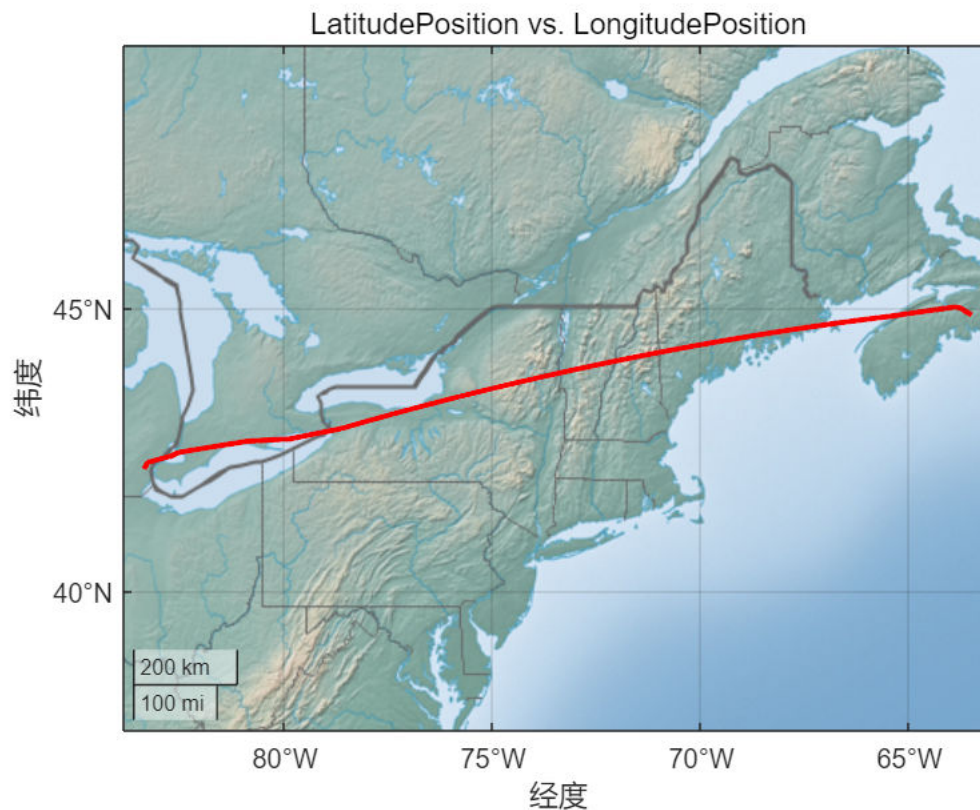 LatitudePosition vs. LongitudePosition
45°N
纬度
40°N
200 km
100 mi
80°W
75°W
70°W
65°W
经度